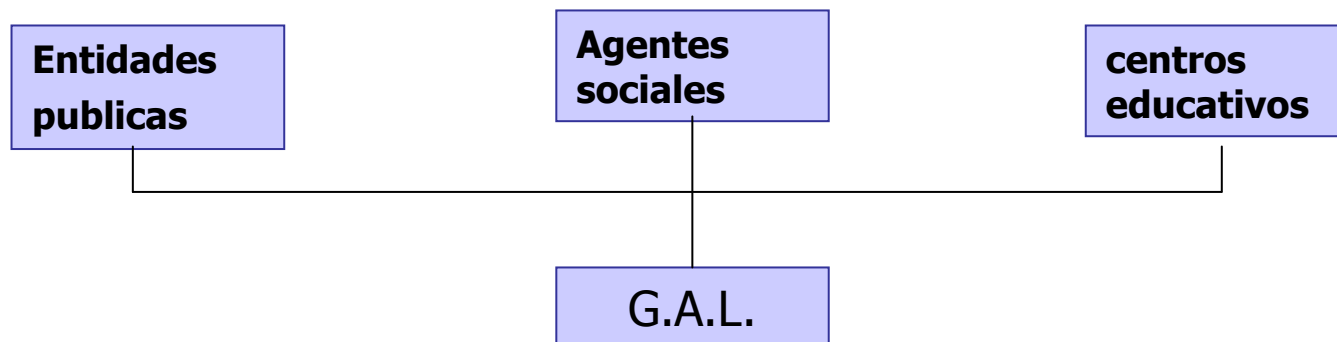 Entidades
publicas
Agentes
sociales
centros
educativos
G.A.L.